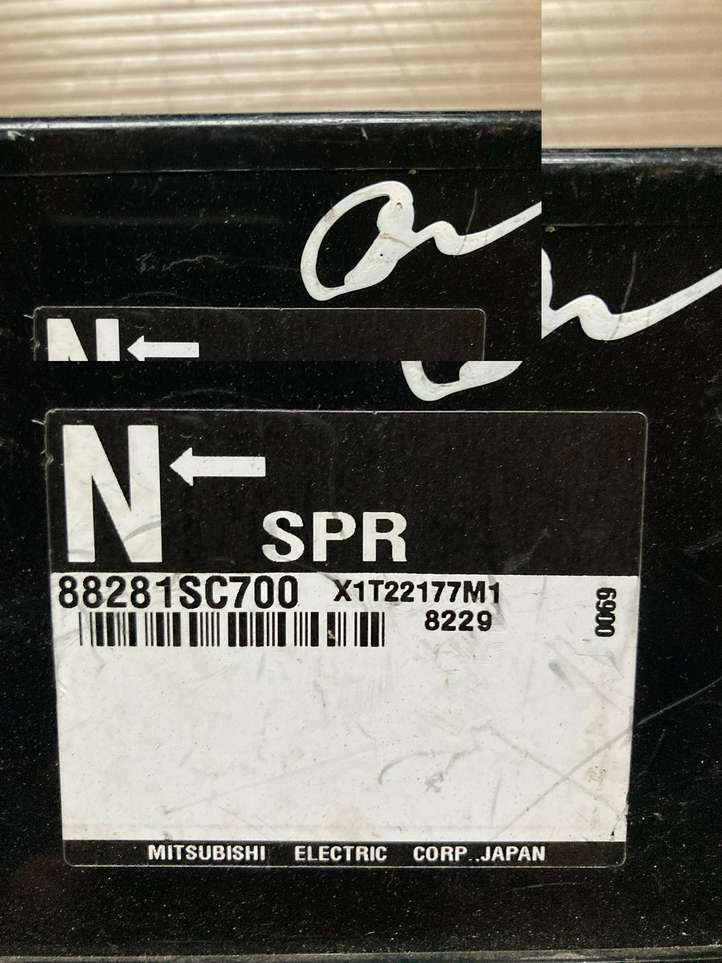 N
N
SPR
88281SC700 X1T22177M1
8229
0069
MITSUBISHI ELECTRIC CORP. JAPAN